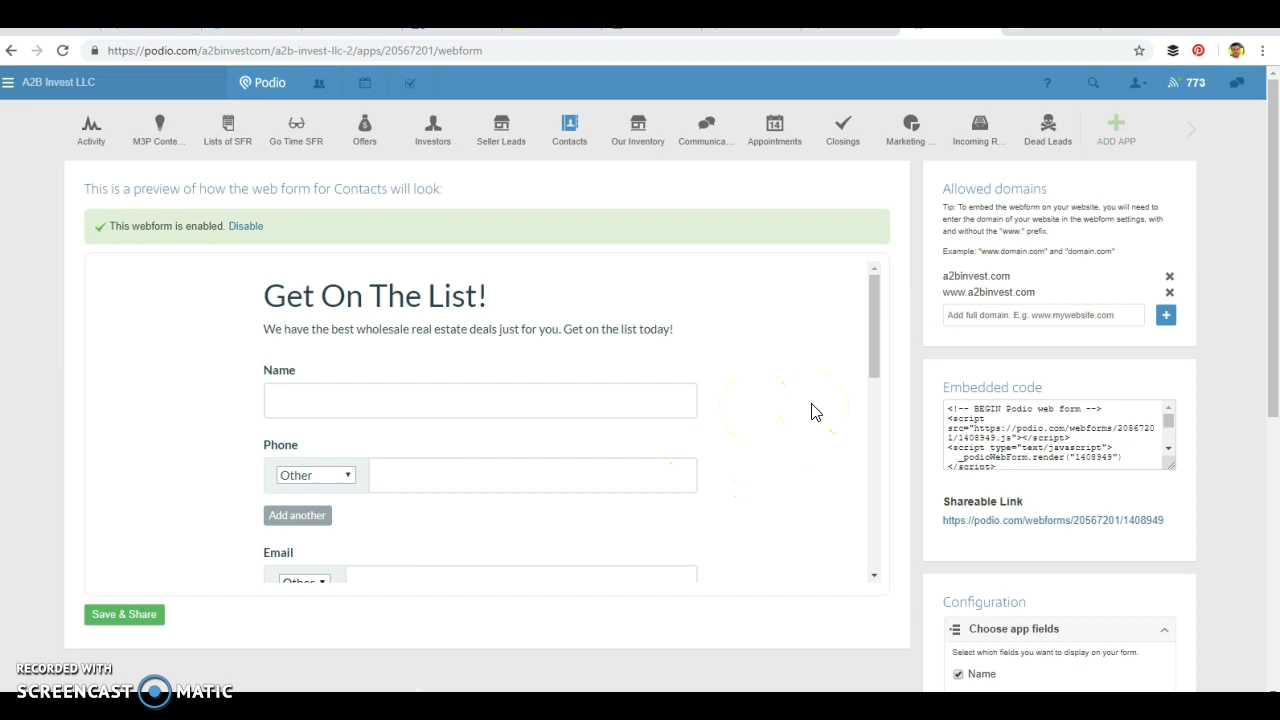 https://podio.com/a2binvestcom/a2b-invest-llc-2/apps/20567201/webform
A2B Invest LLC
Podio
?
773
Activity
M3P Conte...
Lists of SFR
Go Time SFR
Offers
Investors
Seller Leads
Contacts
Our Inventory
Communica...
14
Appointments
Closings
Marketing ...
Incoming R...
Dead Leads
ADD APP
This is a preview of how the web form for Contacts will look:
This webform is enabled. Disable
Get On The List!
We have the best wholesale real estate deals just for you. Get on the list today!
Name
Phone
Other
Add another
Email
Other
Save & Share
Allowed domains
Tip: To embed the webform on your website, you will need to
enter the domain of your website in the webform settings, with
and without the "www." prefix.
Example: "www.domain.com" and "domain.com"
a2binvest.com
www.a2binvest.com
Add full domain. E.g. www.mywebsite.com
+
Embedded code
<!-- BEGIN Podio web form -->
<script
src="https://podio.com/webforms/2056720
1/1408949.js"></script>
<script type="text/javascript">
_podioWebForm.render("1408949")
</script>
Shareable Link
https://podio.com/webforms/20567201/1408949
Configuration
Choose app fields
Select which fields you want to display on your form.
Name
RECORDED WITH
SCREENCAST MATIC